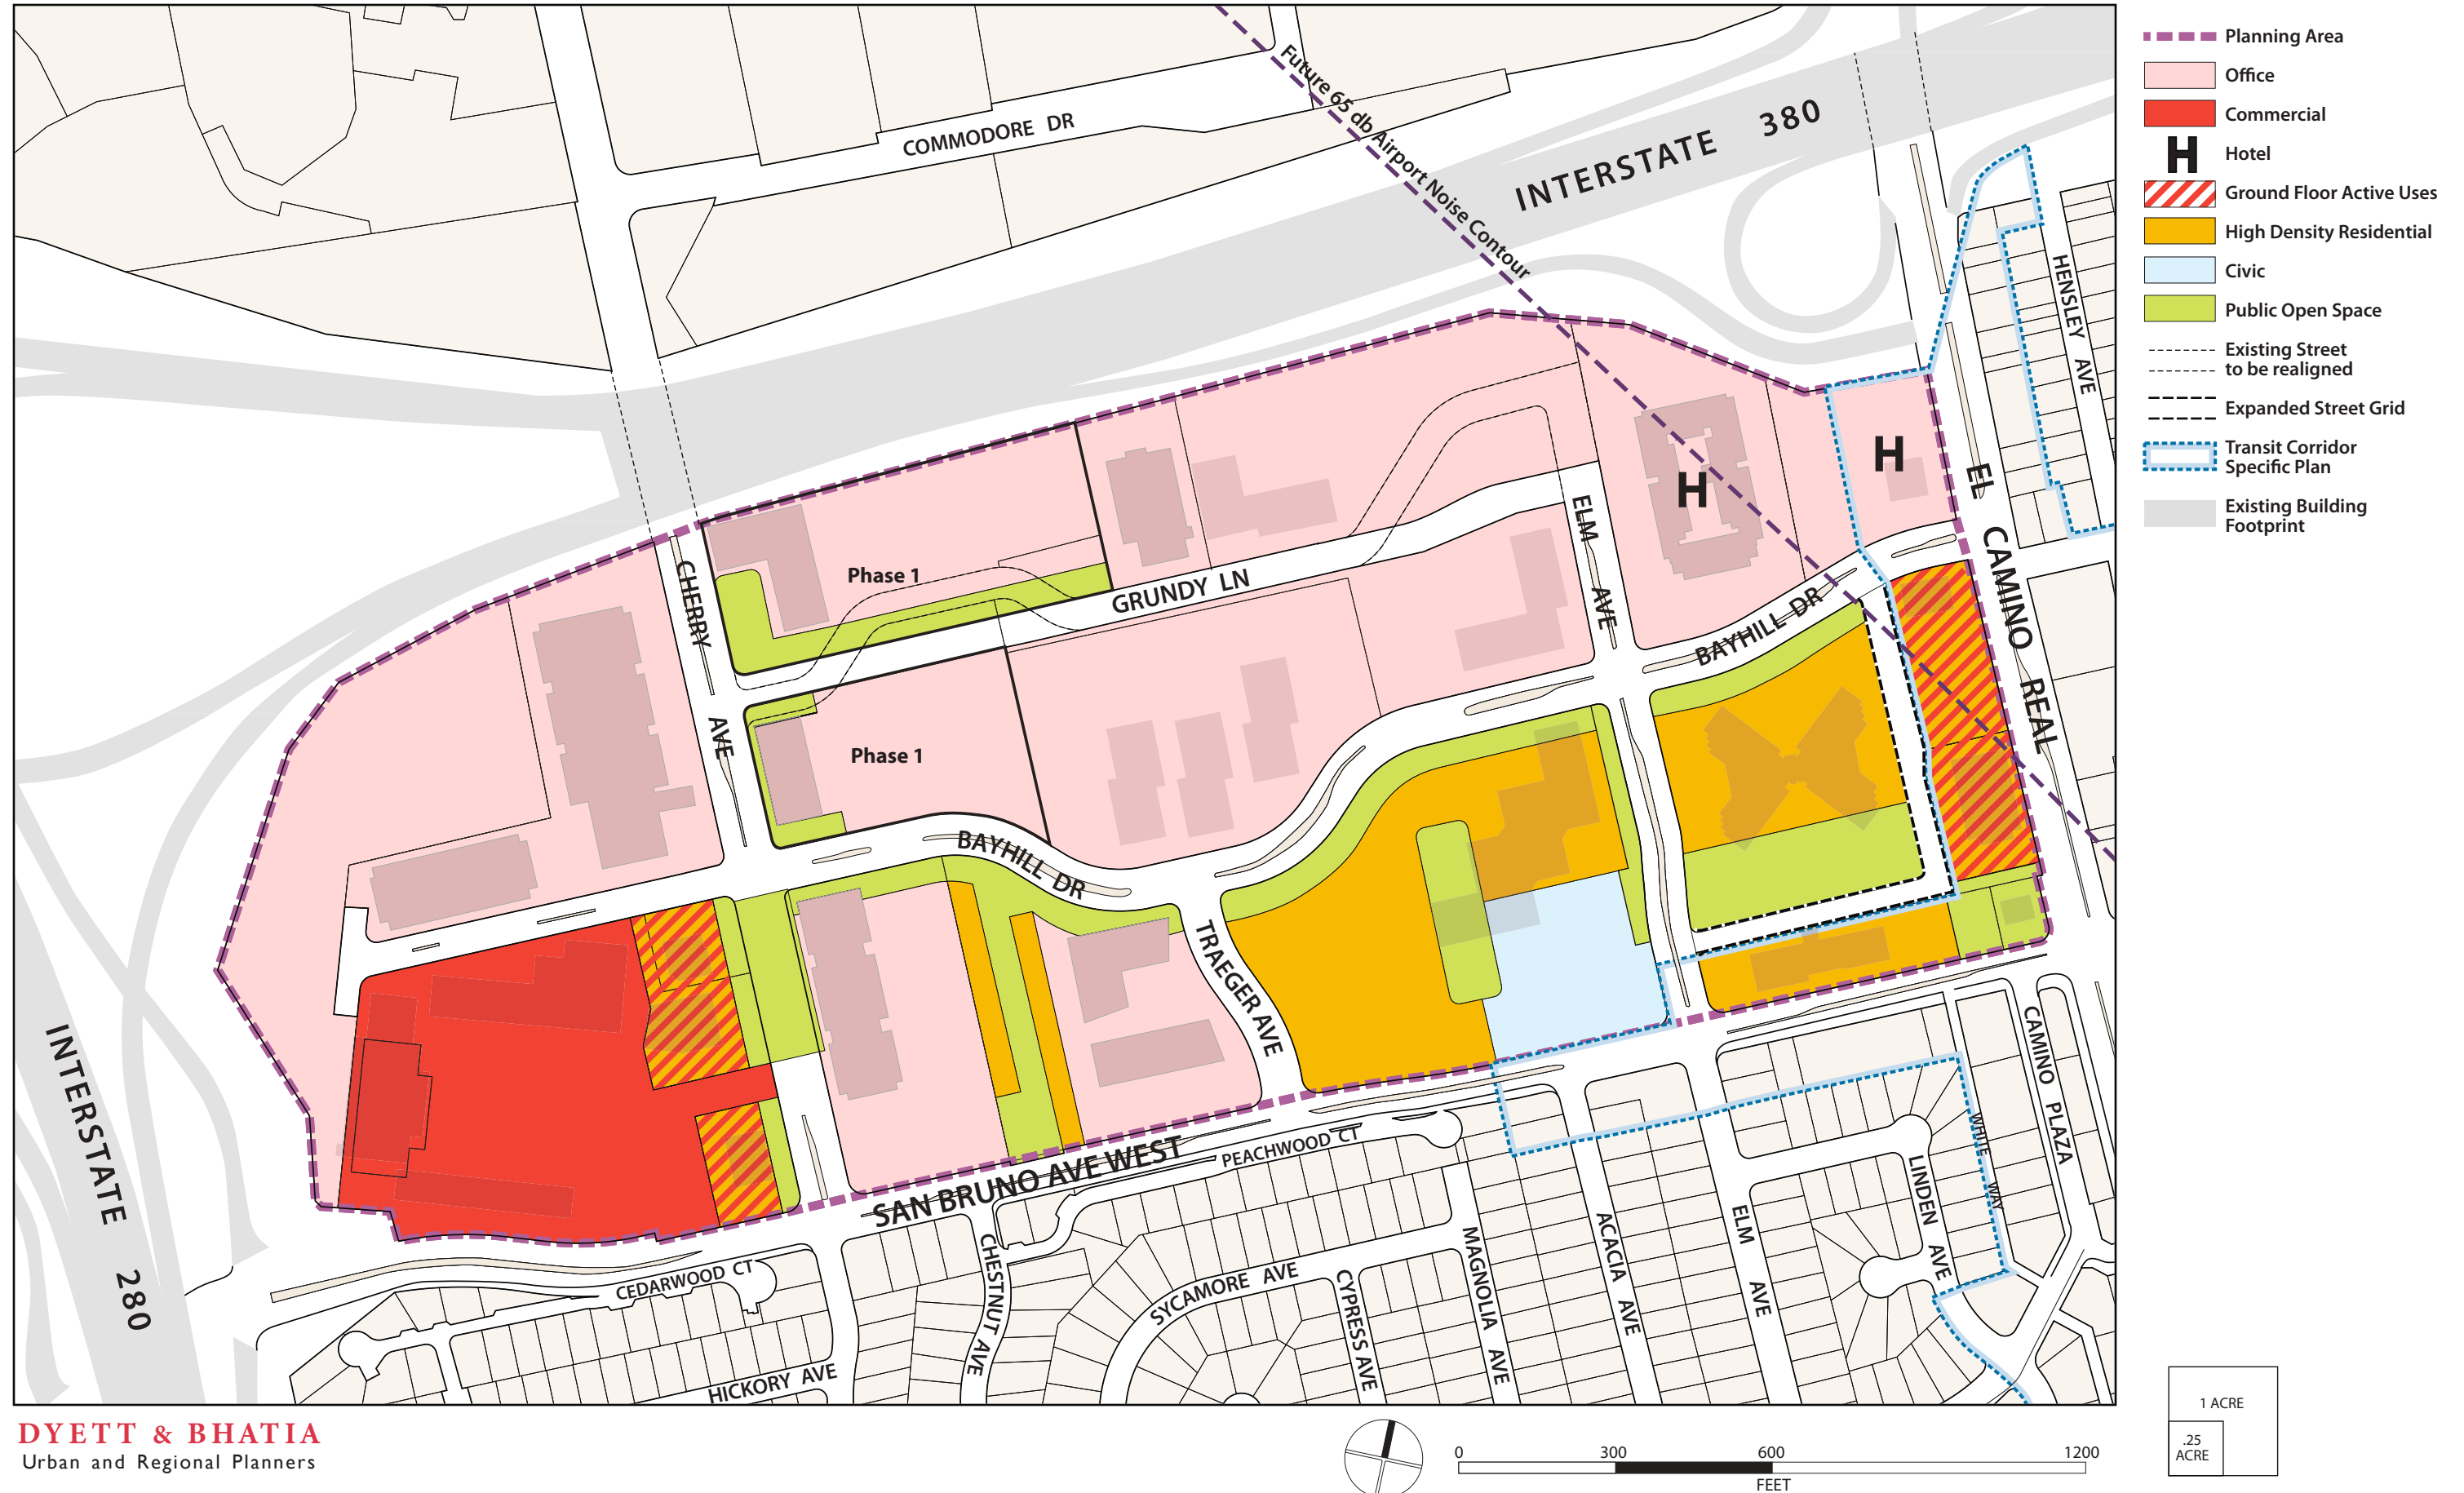 COMMODORE DR
Future 65 db Airport Noise Contour
INTERSTATE 380
HENSLEY AVE
EL CAMINO REAL
H
H
CHERRY AVE
Phase 1
GRUNDY LN
ELM AVE
BAYHILL DR
Phase 1
BAYHILL DR
TRAEGER AVE
INTERSTATE 280
SAN BRUNO AVE WEST
PEACHWOOD CT
CAMINO PLAZA
WHITE WAY
LINDEN AVE
CEDARWOOD CT
HICKORY AVE
CHESTNUT AVE
SYCAMORE AVE
CYPRESS AVE
MAGNOLIA AVE
ACACIA AVE
ELM AVE
Planning Area
Office
Commercial
H
Hotel
Ground Floor Active Uses
High Density Residential
Civic
Public Open Space
Existing Street
to be realigned
Expanded Street Grid
Transit Corridor
Specific Plan
Existing Building
Footprint
DYETT & BHATIA
Urban and Regional Planners
0 300 600 1200
FEET
1 ACRE
.25
ACRE